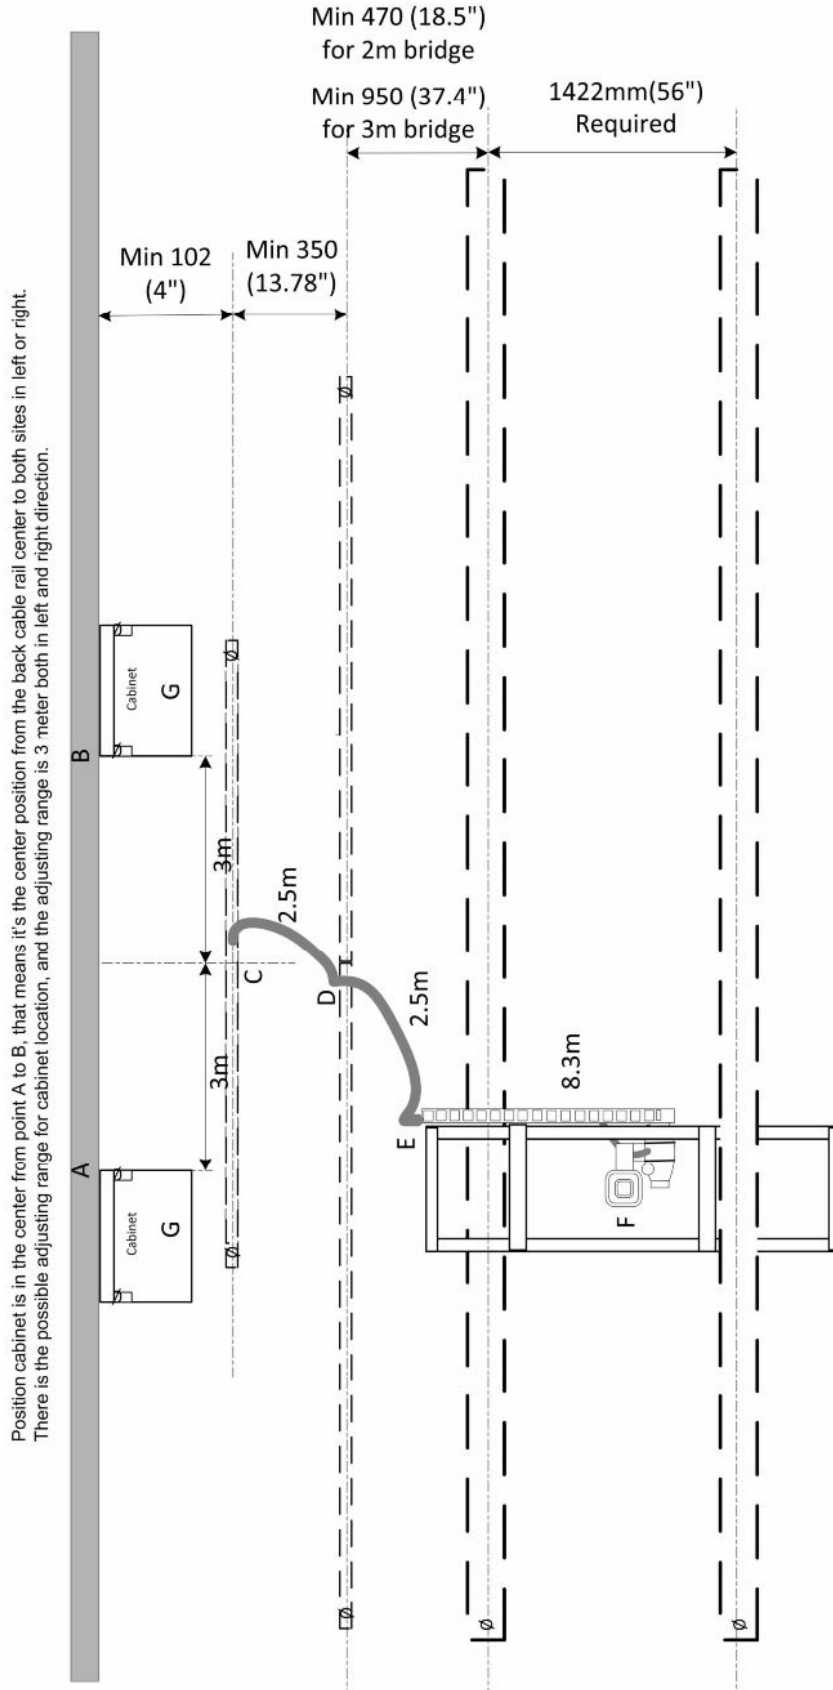 Min 470 (18.5")
for 2m bridge
Min 950 (37.4")
for 3m bridge
1422mm(56")
Required
Min 102
(4")
Min 350
(13.78")
Position cabinet is in the center from point A to B, that means it's the center position from the back cable rail center to both sites in left or right.
There is the possible adjusting range for cabinet location, and the adjusting range is 3 meter both in left and right direction.
B
Cabinet
G
3m
2.5m
C
D
2.5m
3m
8.3m
E
A
Cabinet
G
F